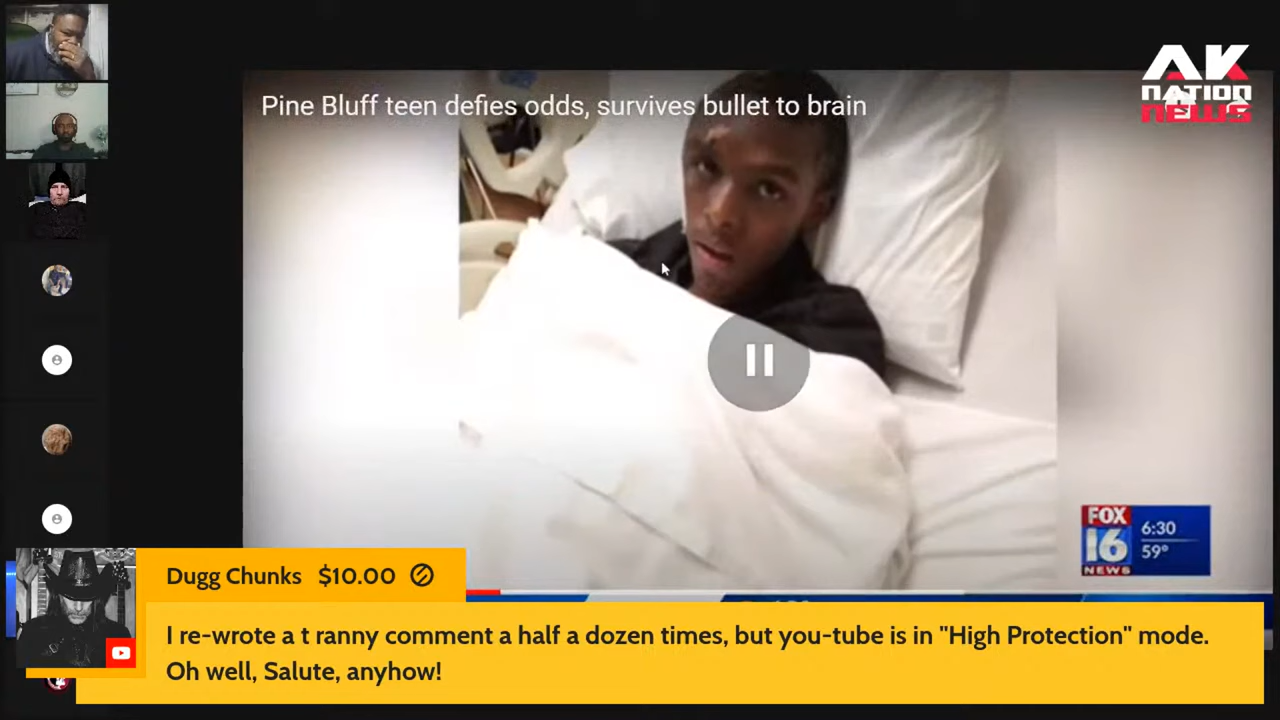 Pine Bluff teen defies odds, survives bullet to brain
AK
NATION
NEWS
FOX
16
NEWS
6:30
59°
Dugg Chunks $10.00
I re-wrote a t ranny comment a half a dozen times, but you-tube is in "High Protection" mode.
Oh well, Salute, anyhow!